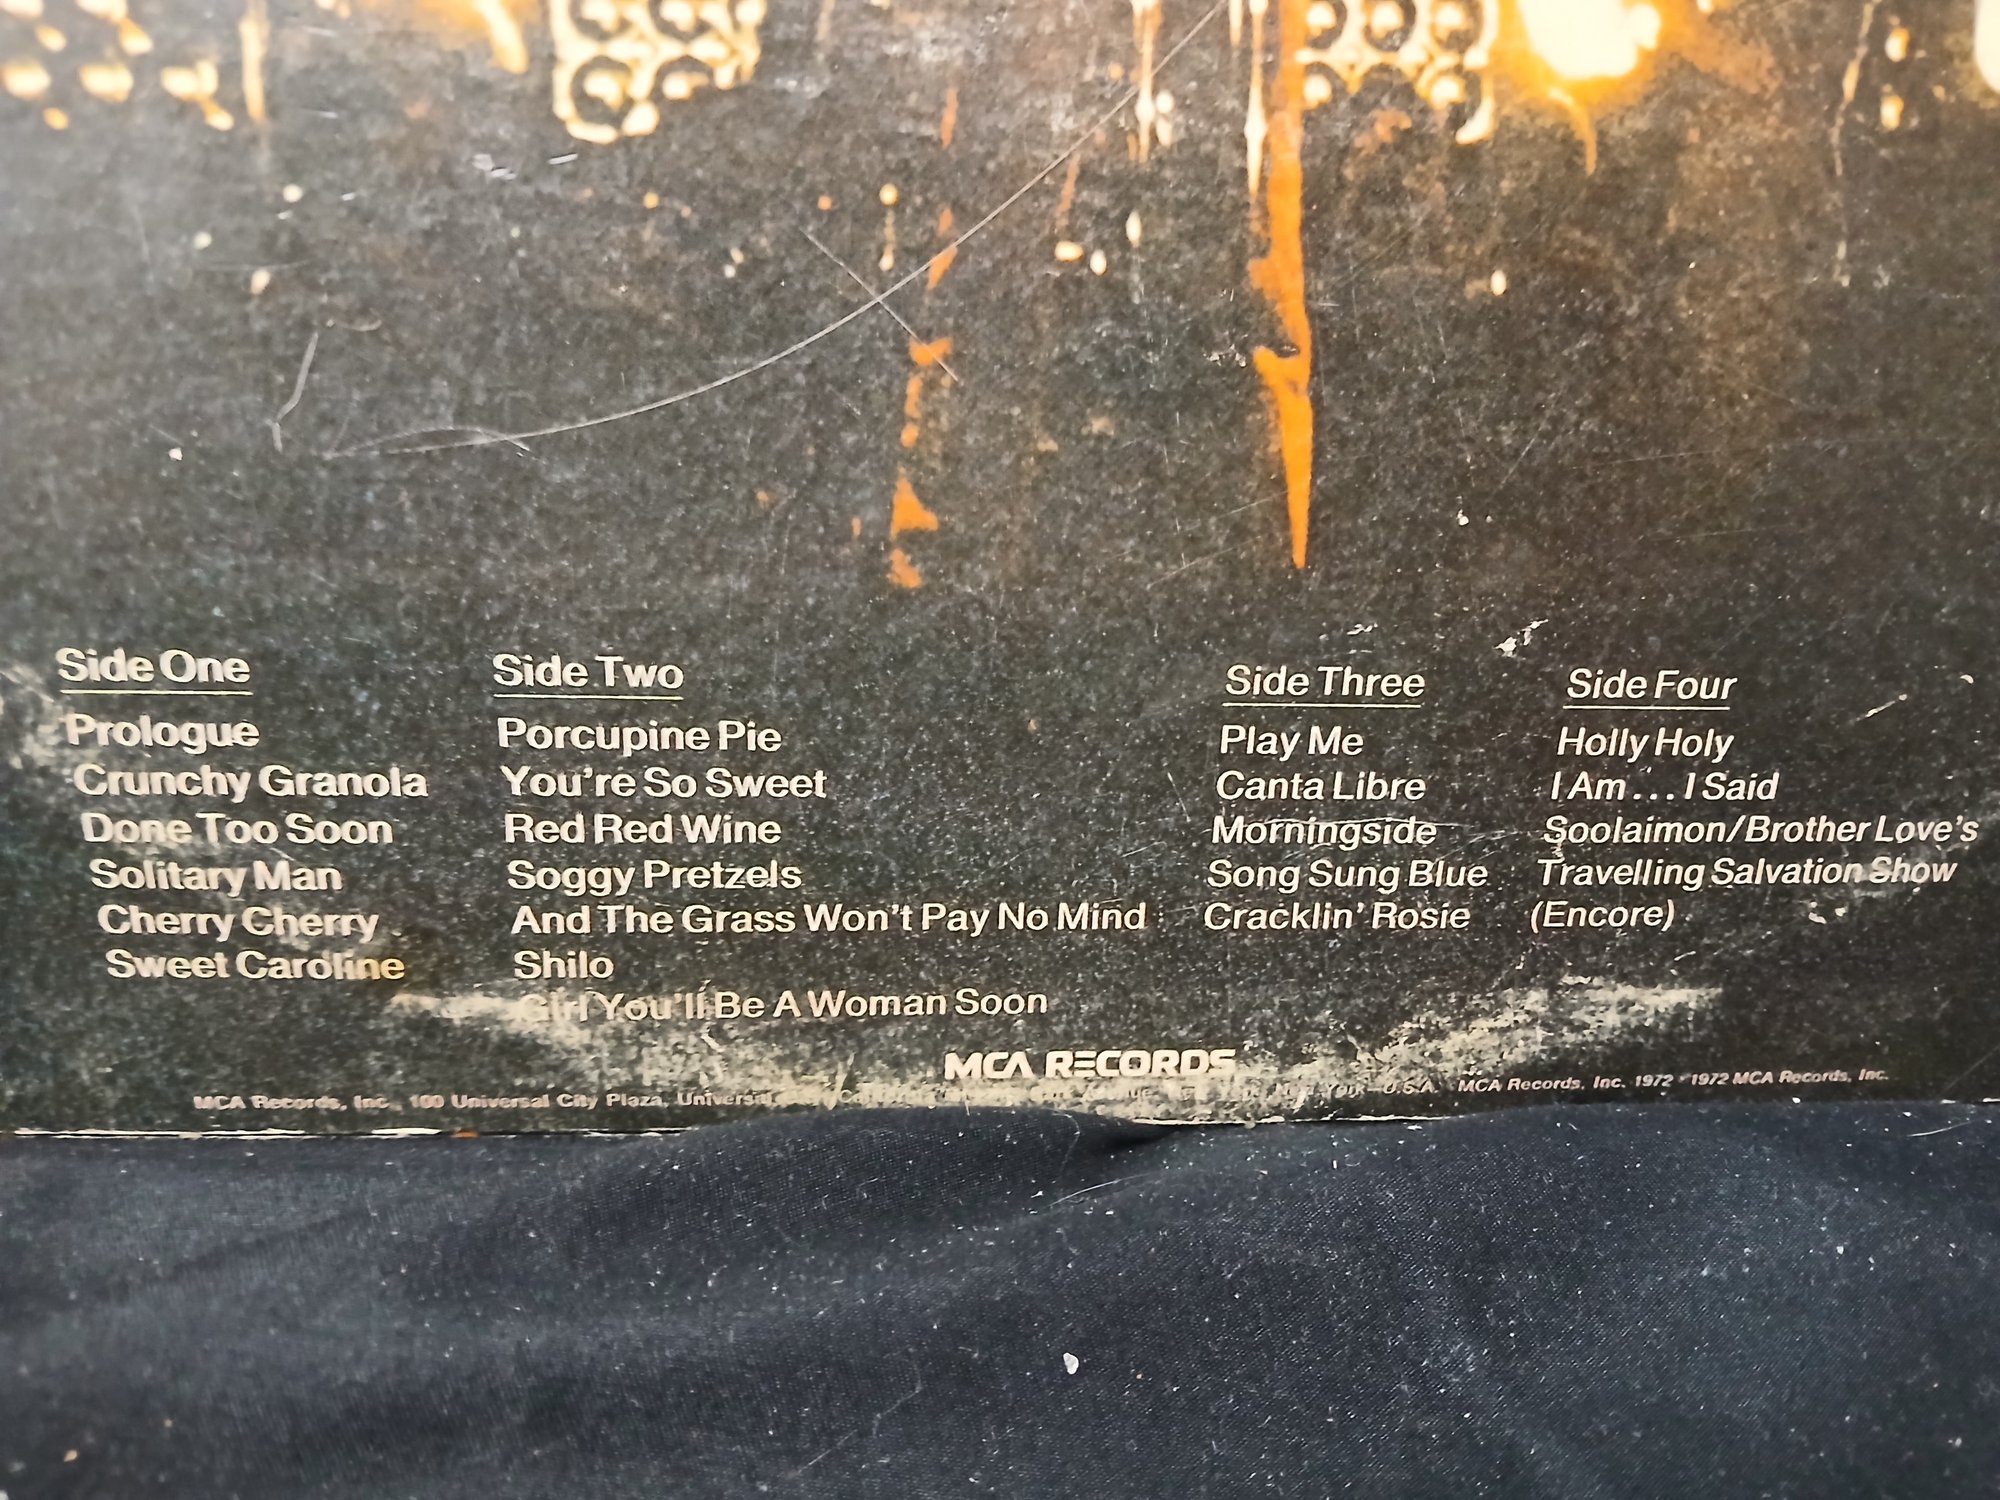 Side One
Prologue
Crunchy Granola
Done Too Soon
Solitary Man
Cherry Cherry
Sweet Caroline
Side Two
Porcupine Pie
You're So Sweet
Red Red Wine
Soggy Pretzels
And The Grass Won't Pay No Mind
Shilo
Girl You'll Be A Woman Soon
Side Three
Play Me
Canta Libre
Morningside
Song Sung Blue
Cracklin' Rosie
Side Four
Holly Holy
I Am...I Said
Soolaimon/Brother Love's
Travelling Salvation Show
(Encore)
MCA RECORDS
MCA Records, Inc., 100 Universal City Plaza, Universal New York U.S.A. MCA Records, Inc. 1972 1972 MCA Records, Inc.